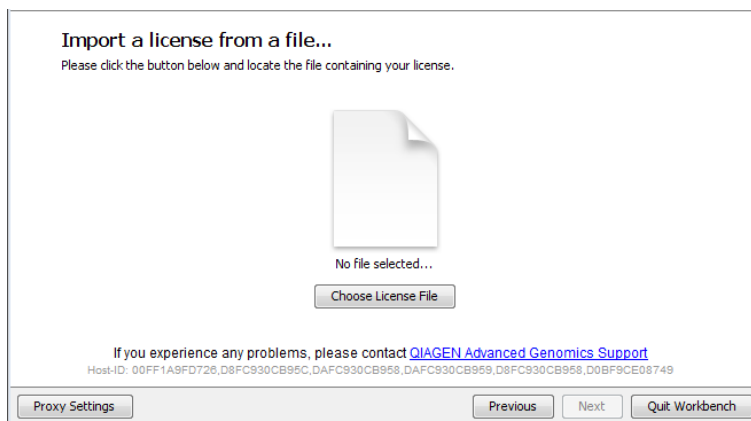 Import a license from a file...
Please click the button below and locate the file containing your license.
No file selected...
Choose License File
If you experience any problems, please contact QIAGEN Advanced Genomics Support
Host-ID: 00FF1A9FD726,D8FC930CB95C,DAFC930CB958,DAFC930CB959,D8FC930CB958,D0BF9CE08749
Proxy Settings
Previous
Next
Quit Workbench